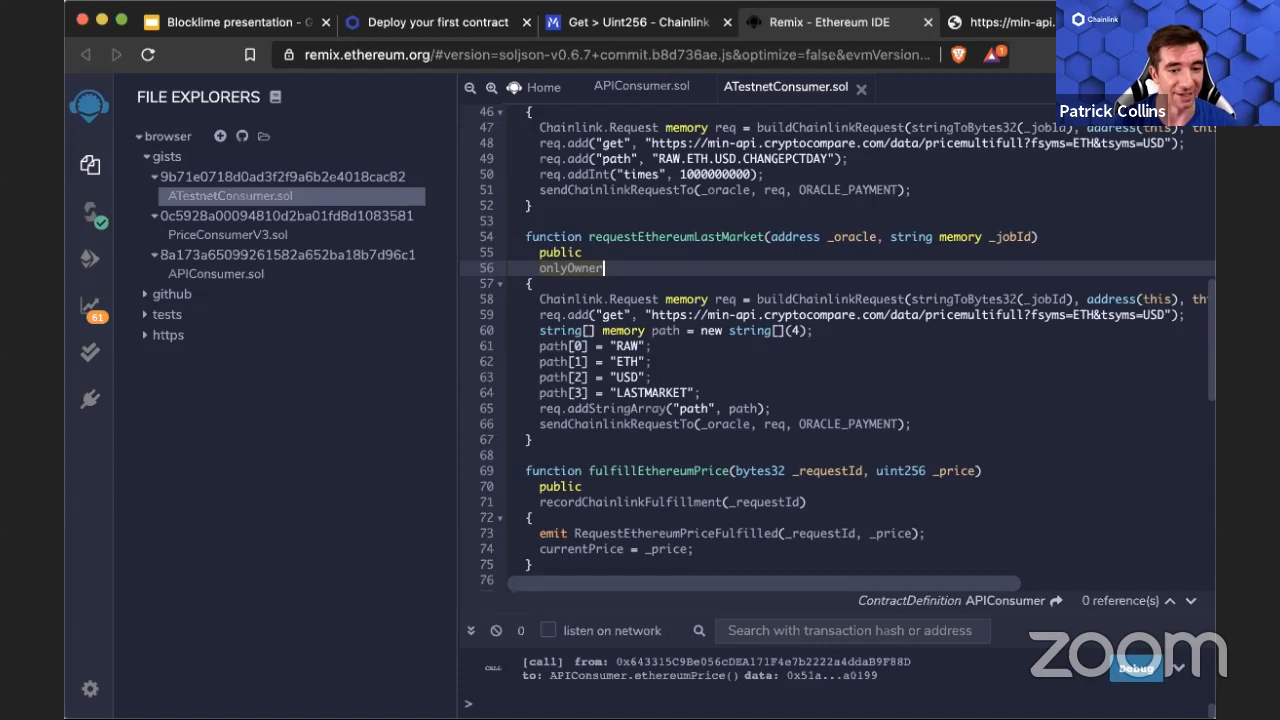 Blocklime presentation - G
Deploy your first contract
Get > Uint256 - Chainlink
Remix - Ethereum IDE
https://min-api.
remix.ethereum.org/#version=soljson-v0.6.7+commit.b8d736ae.js&optimize=false&evmVersion...
1
Chainlink
Patrick Collins
FILE EXPLORERS
browser
gists
9b71e0718d0ad3f2f9a6b2e4018cac82
ATestnetConsumer.sol
0c5928a00094810d2ba01fd8d1083581
PriceConsumerV3.sol
8a173a65099261582a652ba18b7d96c1
APIConsumer.sol
github
tests
https
61
Home
APIConsumer.sol
ATestnetConsumer.sol
46 {
47 Chainlink.Request memory req = buildChainlinkRequest(stringToBytes32(_jobId), address(this), this
48 req.add("get", "https://min-api.cryptocompare.com/data/pricemultifull?fsyms=ETH&tsyms=USD");
49 req.add("path", "RAW.ETH.USD.CHANGEPCTDAY");
50 req.addInt("times", 1000000000);
51 sendChainlinkRequestTo(_oracle, req, ORACLE_PAYMENT);
52 }
53
54 function requestEthereumLastMarket(address _oracle, string memory _jobId)
55 public
56 onlyOwner
57 {
58 Chainlink.Request memory req = buildChainlinkRequest(stringToBytes32(_jobId), address(this), th
59 req.add("get", "https://min-api.cryptocompare.com/data/pricemultifull?fsyms=ETH&tsyms=USD");
60 string[] memory path = new string[](4);
61 path[0] = "RAW";
62 path[1] = "ETH";
63 path[2] = "USD";
64 path[3] = "LASTMARKET";
65 req.addStringArray("path", path);
66 sendChainlinkRequestTo(_oracle, req, ORACLE_PAYMENT);
67 }
68
69 function fulfillEthereumPrice(bytes32 _requestId, uint256 _price)
70 public
71 recordChainlinkFulfillment(_requestId)
72 {
73 emit RequestEthereumPriceFulfilled(_requestId, _price);
74 currentPrice = _price;
75 }
76
ContractDefinition APIConsumer 0 reference(s)
0 listen on network Search with transaction hash or address
CALL [call] from: 0x643315C9Be056cDEA171F4e7b2222a4ddaB9F88D
to: APIConsumer.ethereumPrice() data: 0x51a...a0199
Debug
>
zoom